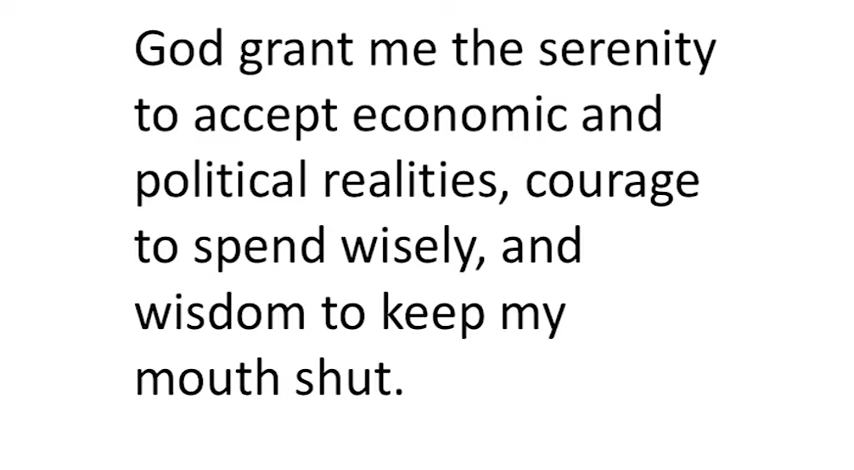 God grant me the serenity
to accept economic and
political realities, courage
to spend wisely, and
wisdom to keep my
mouth shut.